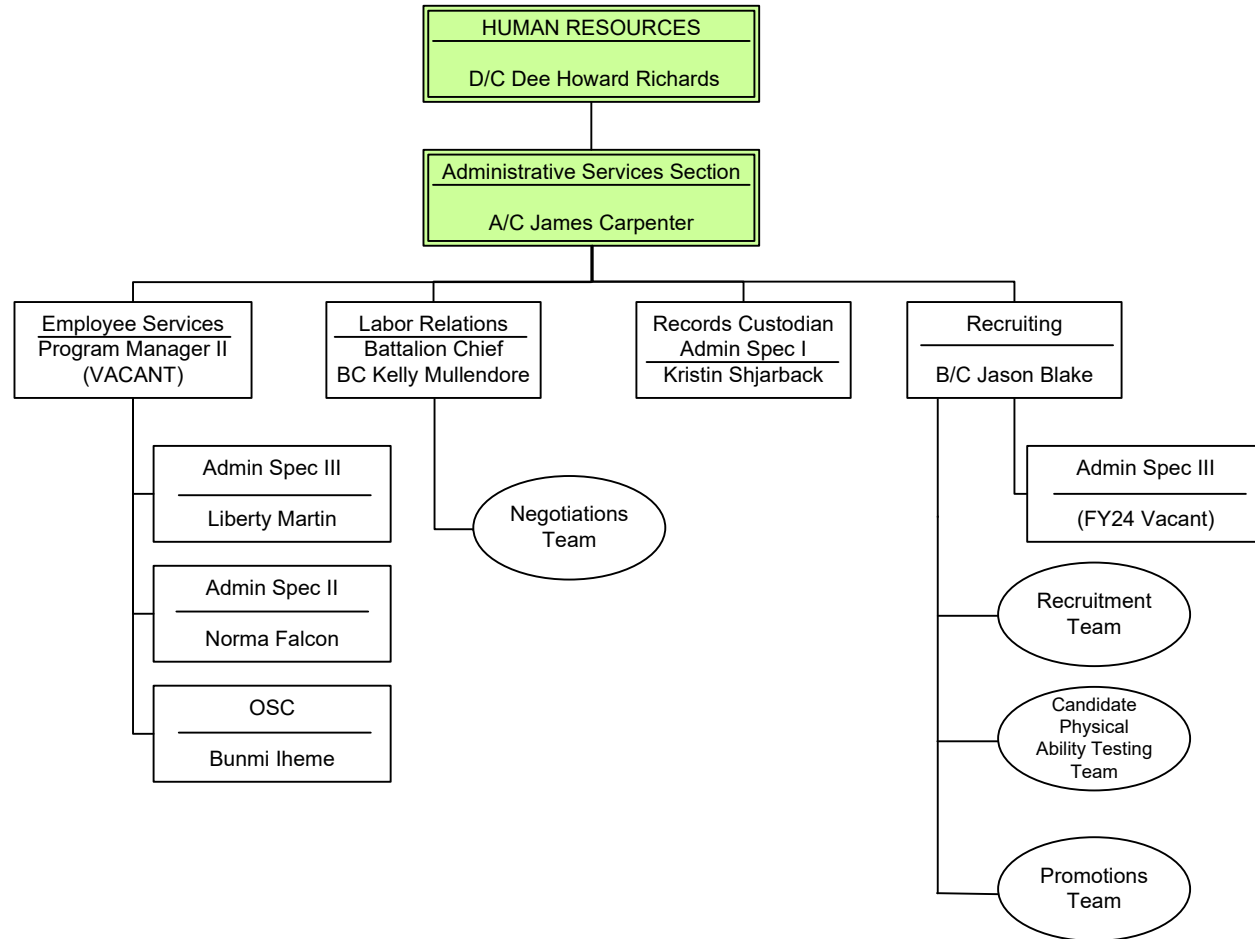 HUMAN RESOURCES
D/C Dee Howard Richards
Administrative Services Section
A/C James Carpenter
Employee Services
Program Manager II
(VACANT)
Labor Relations
Battalion Chief
BC Kelly Mullendore
Records Custodian
Admin Spec I
Kristin Shjarback
Recruiting
B/C Jason Blake
Admin Spec III
Liberty Martin
Admin Spec II
Norma Falcon
OSC
Bunmi Iheme
Negotiations
Team
Admin Spec III
(FY24 Vacant)
Recruitment
Team
Candidate
Physical
Ability Testing
Team
Promotions
Team